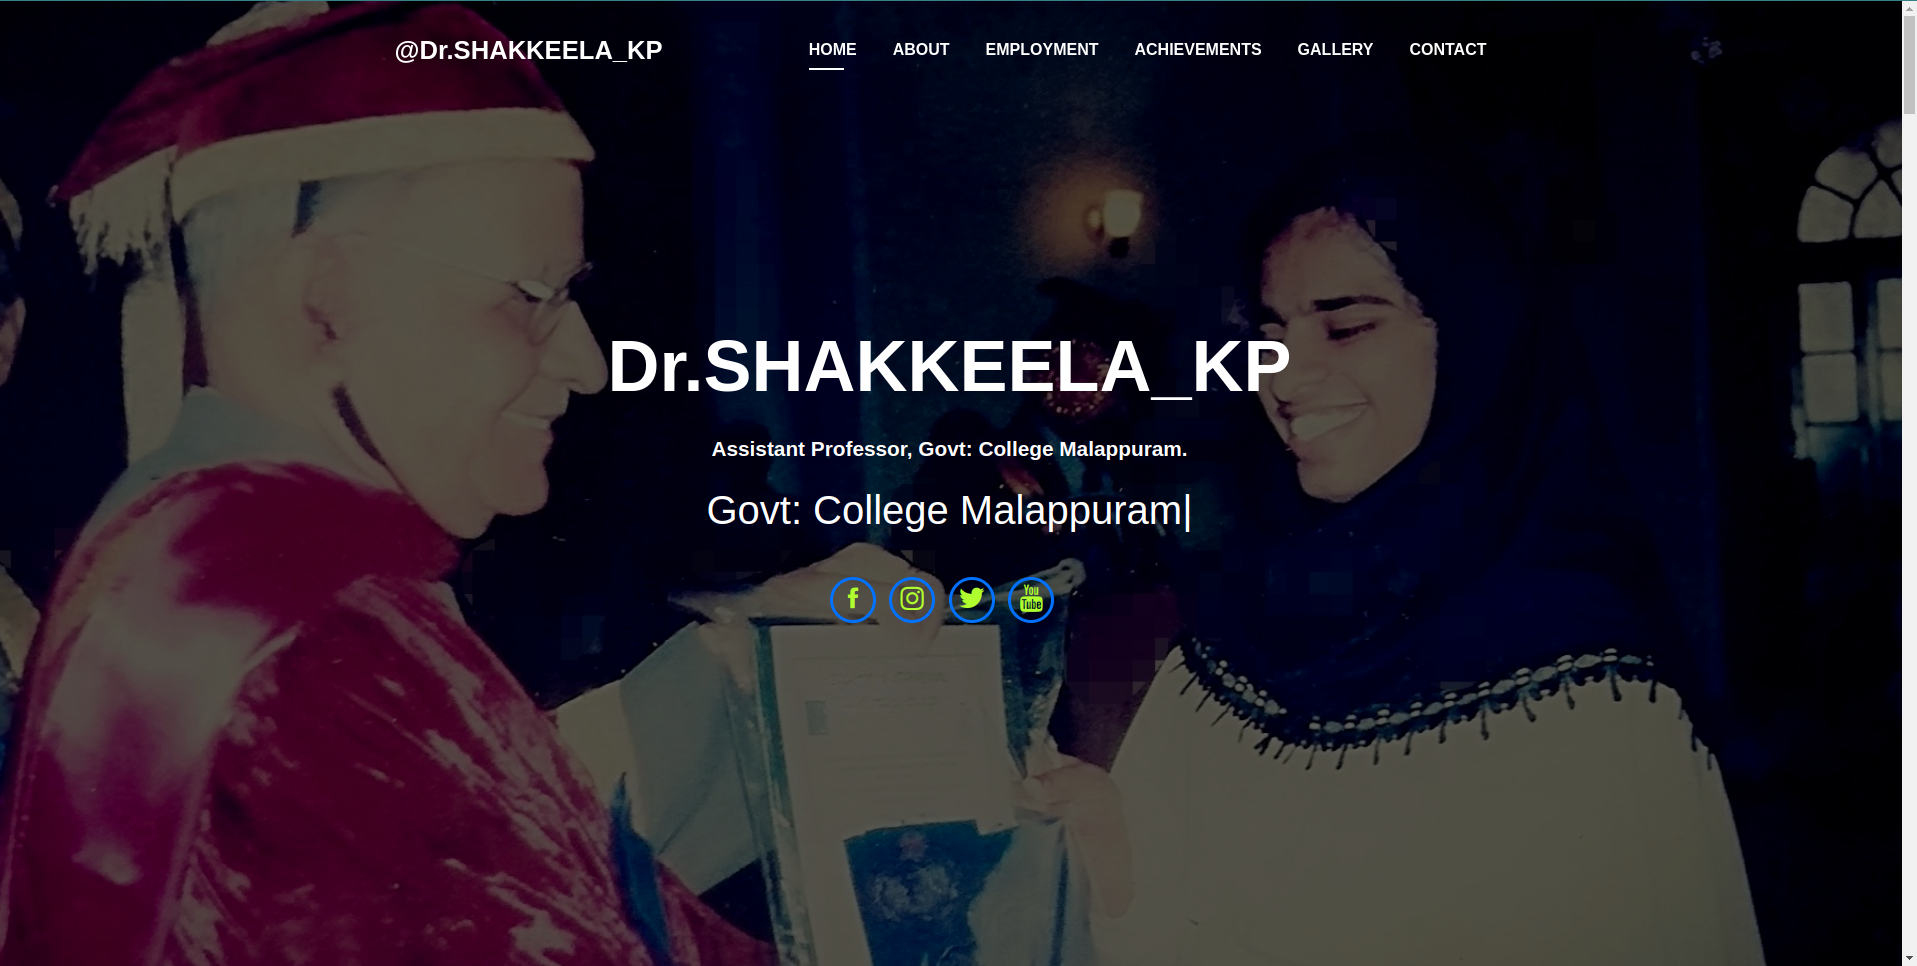 @Dr.SHAKKEELA_KP
HOME ABOUT EMPLOYMENT ACHIEVEMENTS GALLERY CONTACT
Dr.SHAKKEELA_KP
Assistant Professor, Govt: College Malappuram.
Govt: College Malappuram|
You
Tube